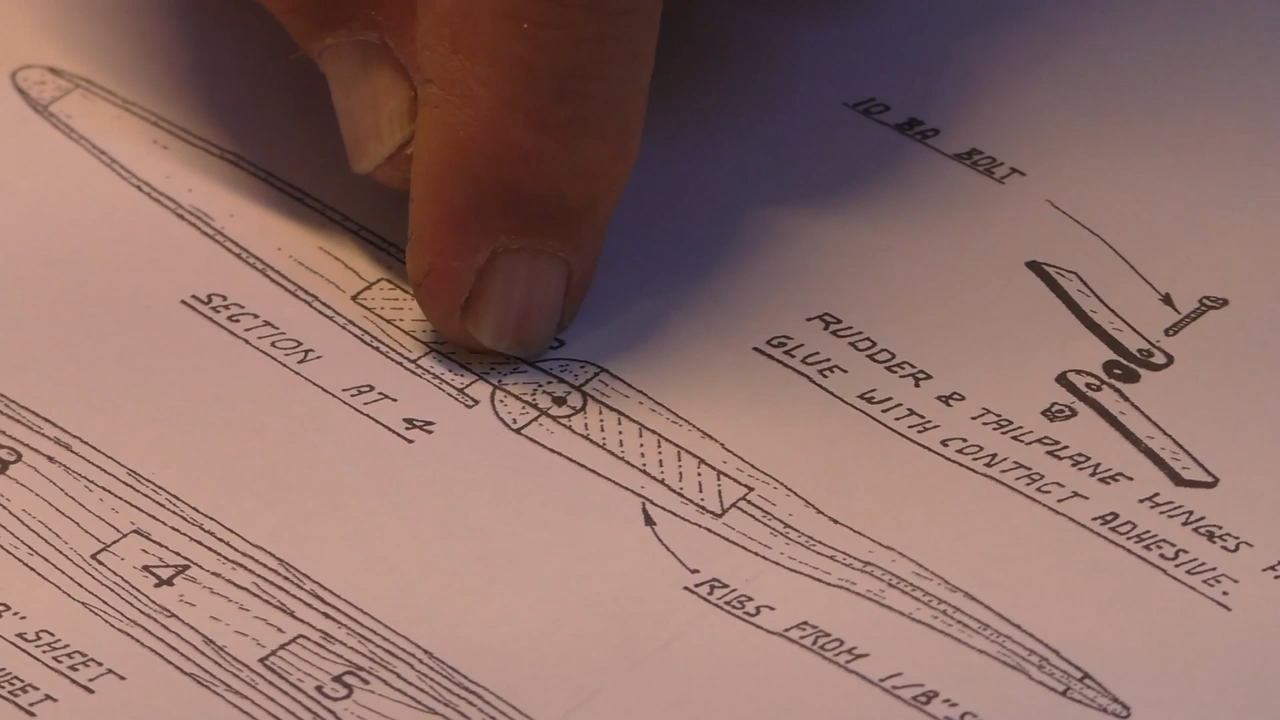 10 BA BOLT
SECTION AT 4
RUDDER & TAILPLANE HINGES
GLUE WITH CONTACT ADHESIVE.
RIBS FROM 1/8"
4
5
SHEET